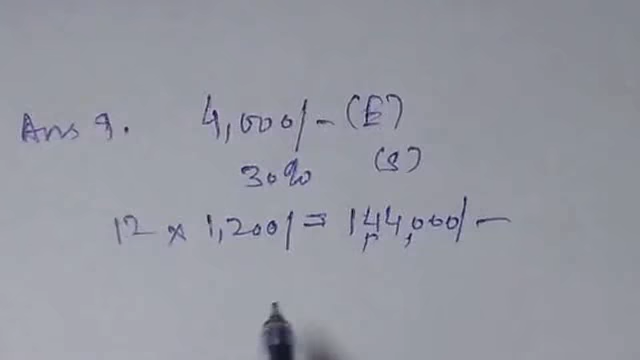 Ans 9. 4,000/- (E)
30% (S)
12 x 1,200/= 1,44,000/-